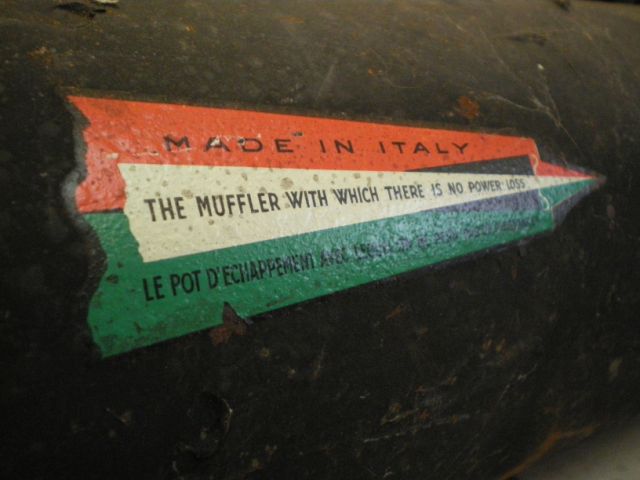 MADE IN ITALY
THE MUFFLER WITH WHICH THERE IS NO POWER LOSS
LE POT D'ECHAPPEMENT AVEC